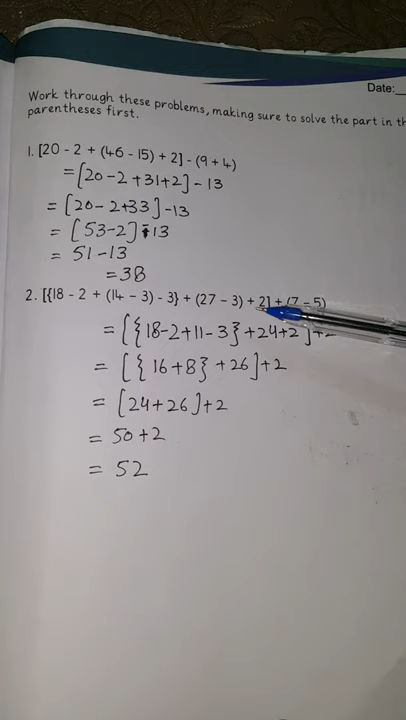 Date:
Work through these problems, making sure to solve the part in th
parentheses first.
1. [20 - 2 + (46 - 15) + 2] - (9 + 4)
= [20-2+31+2] - 13
= [20-2+33] - 13
= [53-2] - 13
= 51-13
= 38
2. [{18 - 2 + (14 - 3) - 3} + (27 - 3) + 2] + (7 - 5)
= [{18-2+11-3} +24+2] +2
= [{16+8} +26] +2
= [24+26] +2
= 50+2
= 52